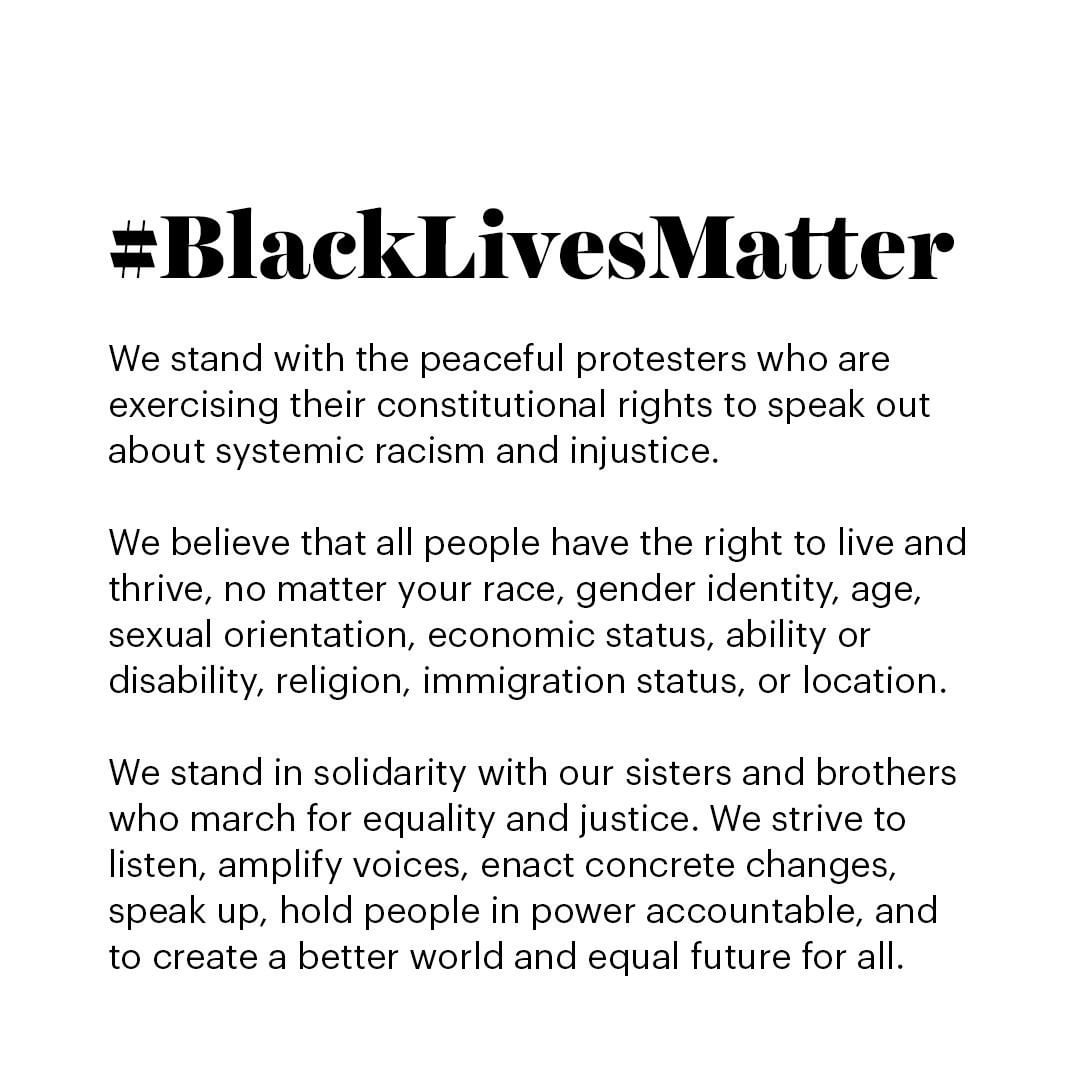 #BlackLivesMatter
We stand with the peaceful protesters who are
exercising their constitutional rights to speak out
about systemic racism and injustice.
We believe that all people have the right to live and
thrive, no matter your race, gender identity, age,
sexual orientation, economic status, ability or
disability, religion, immigration status, or location.
We stand in solidarity with our sisters and brothers
who march for equality and justice. We strive to
listen, amplify voices, enact concrete changes,
speak up, hold people in power accountable, and
to create a better world and equal future for all.